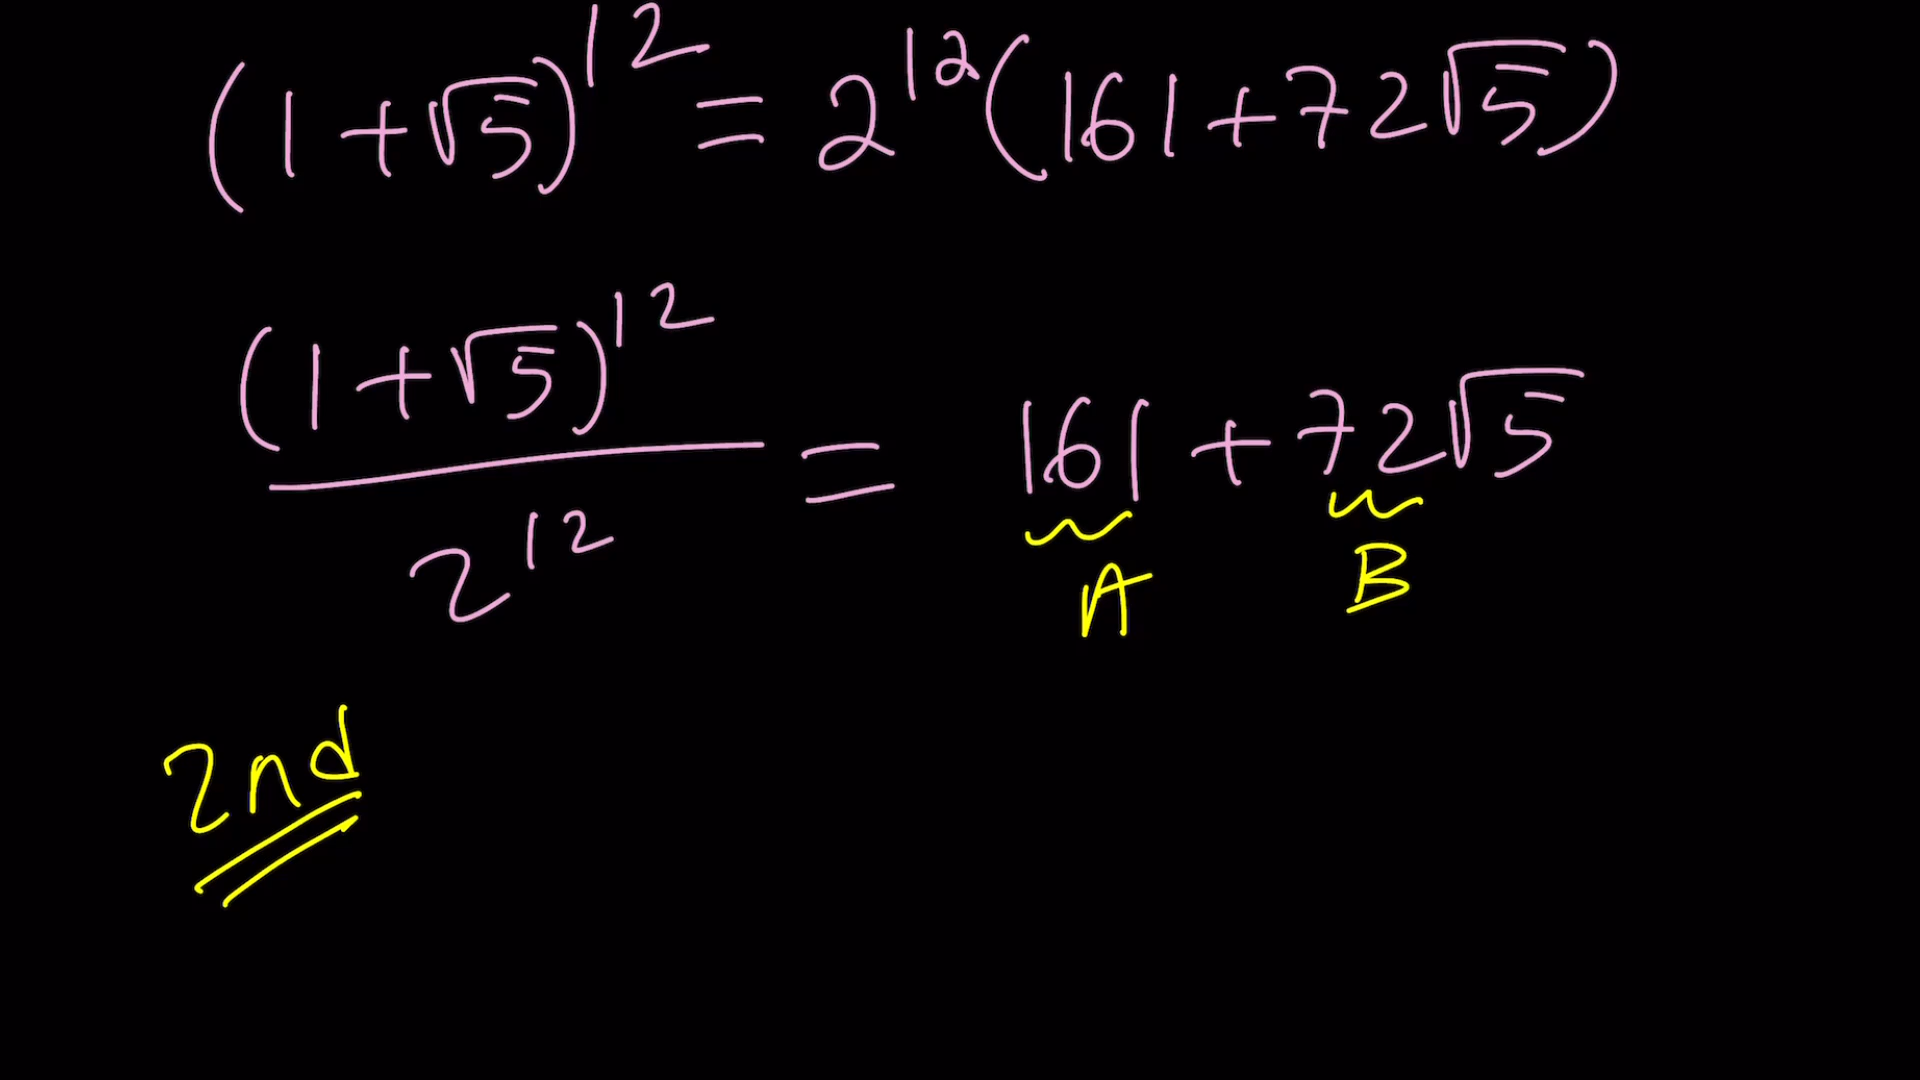 (1+√5)^12 = 2^12(161+72√5)
(1+√5)^12 / 2^12 = 161 + 72√5
A B
2nd